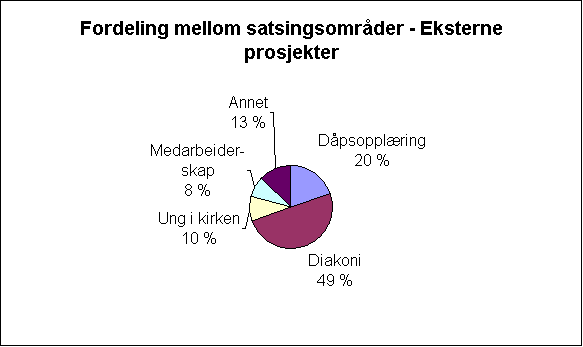 Fordeling mellom satsingsområder - Eksterne
prosjekter
Annet
13 %
Dåpsopplæring
20 %
Medarbeider-
skap
8 %
Ung i kirken
10 %
Diakoni
49 %